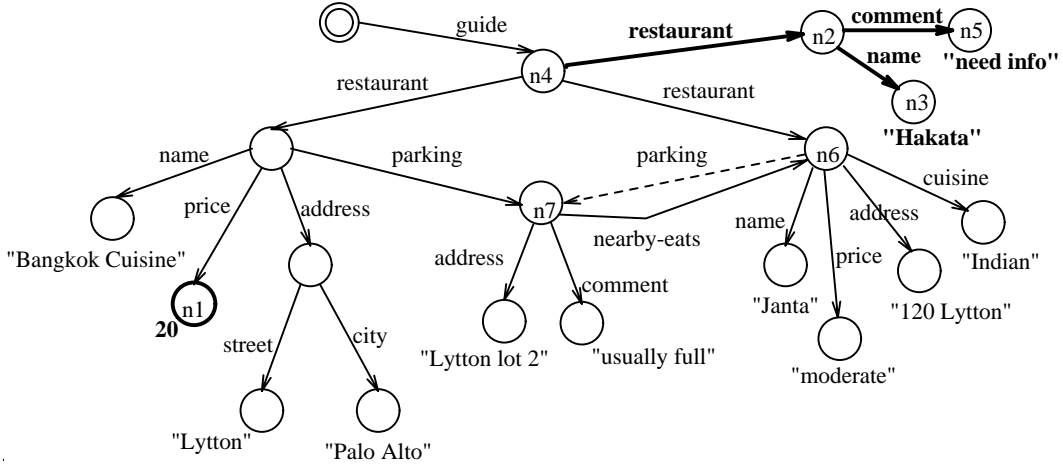 guide
restaurant
comment
n2
n5
"need info"
name
n4
n3
"Hakata"
restaurant
restaurant
name
parking
parking
n6
cuisine
price
address
n7
nearby-eats
name
address
"Bangkok Cuisine"
address
comment
price
"Indian"
n1
20
"Janta"
"120 Lytton"
street
city
"Lytton lot 2"
"usually full"
"moderate"
"Lytton"
"Palo Alto"